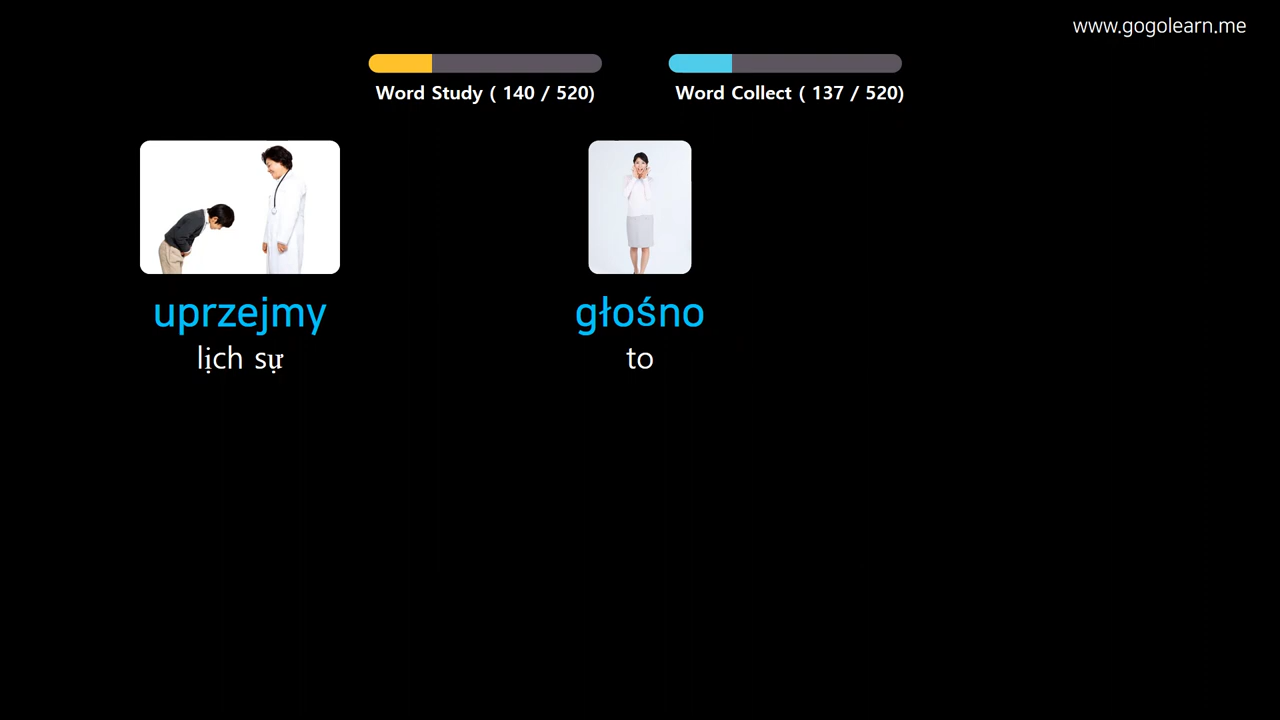 www.gogolearn.me
Word Study ( 140 / 520)
Word Collect ( 137 / 520)
uprzejmy
lịch sự
głośno
to